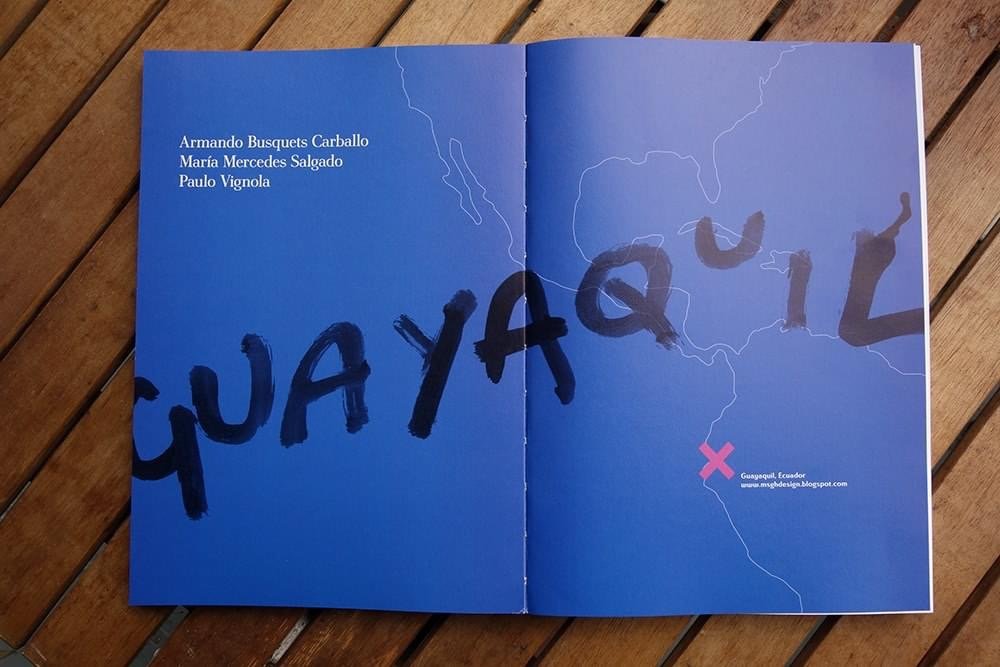 Armando Busquets Carballo
María Mercedes Salgado
Paulo Vignola
GUAYAQUIL
Guayaquil, Ecuador
www.msghdesign.blogspot.com